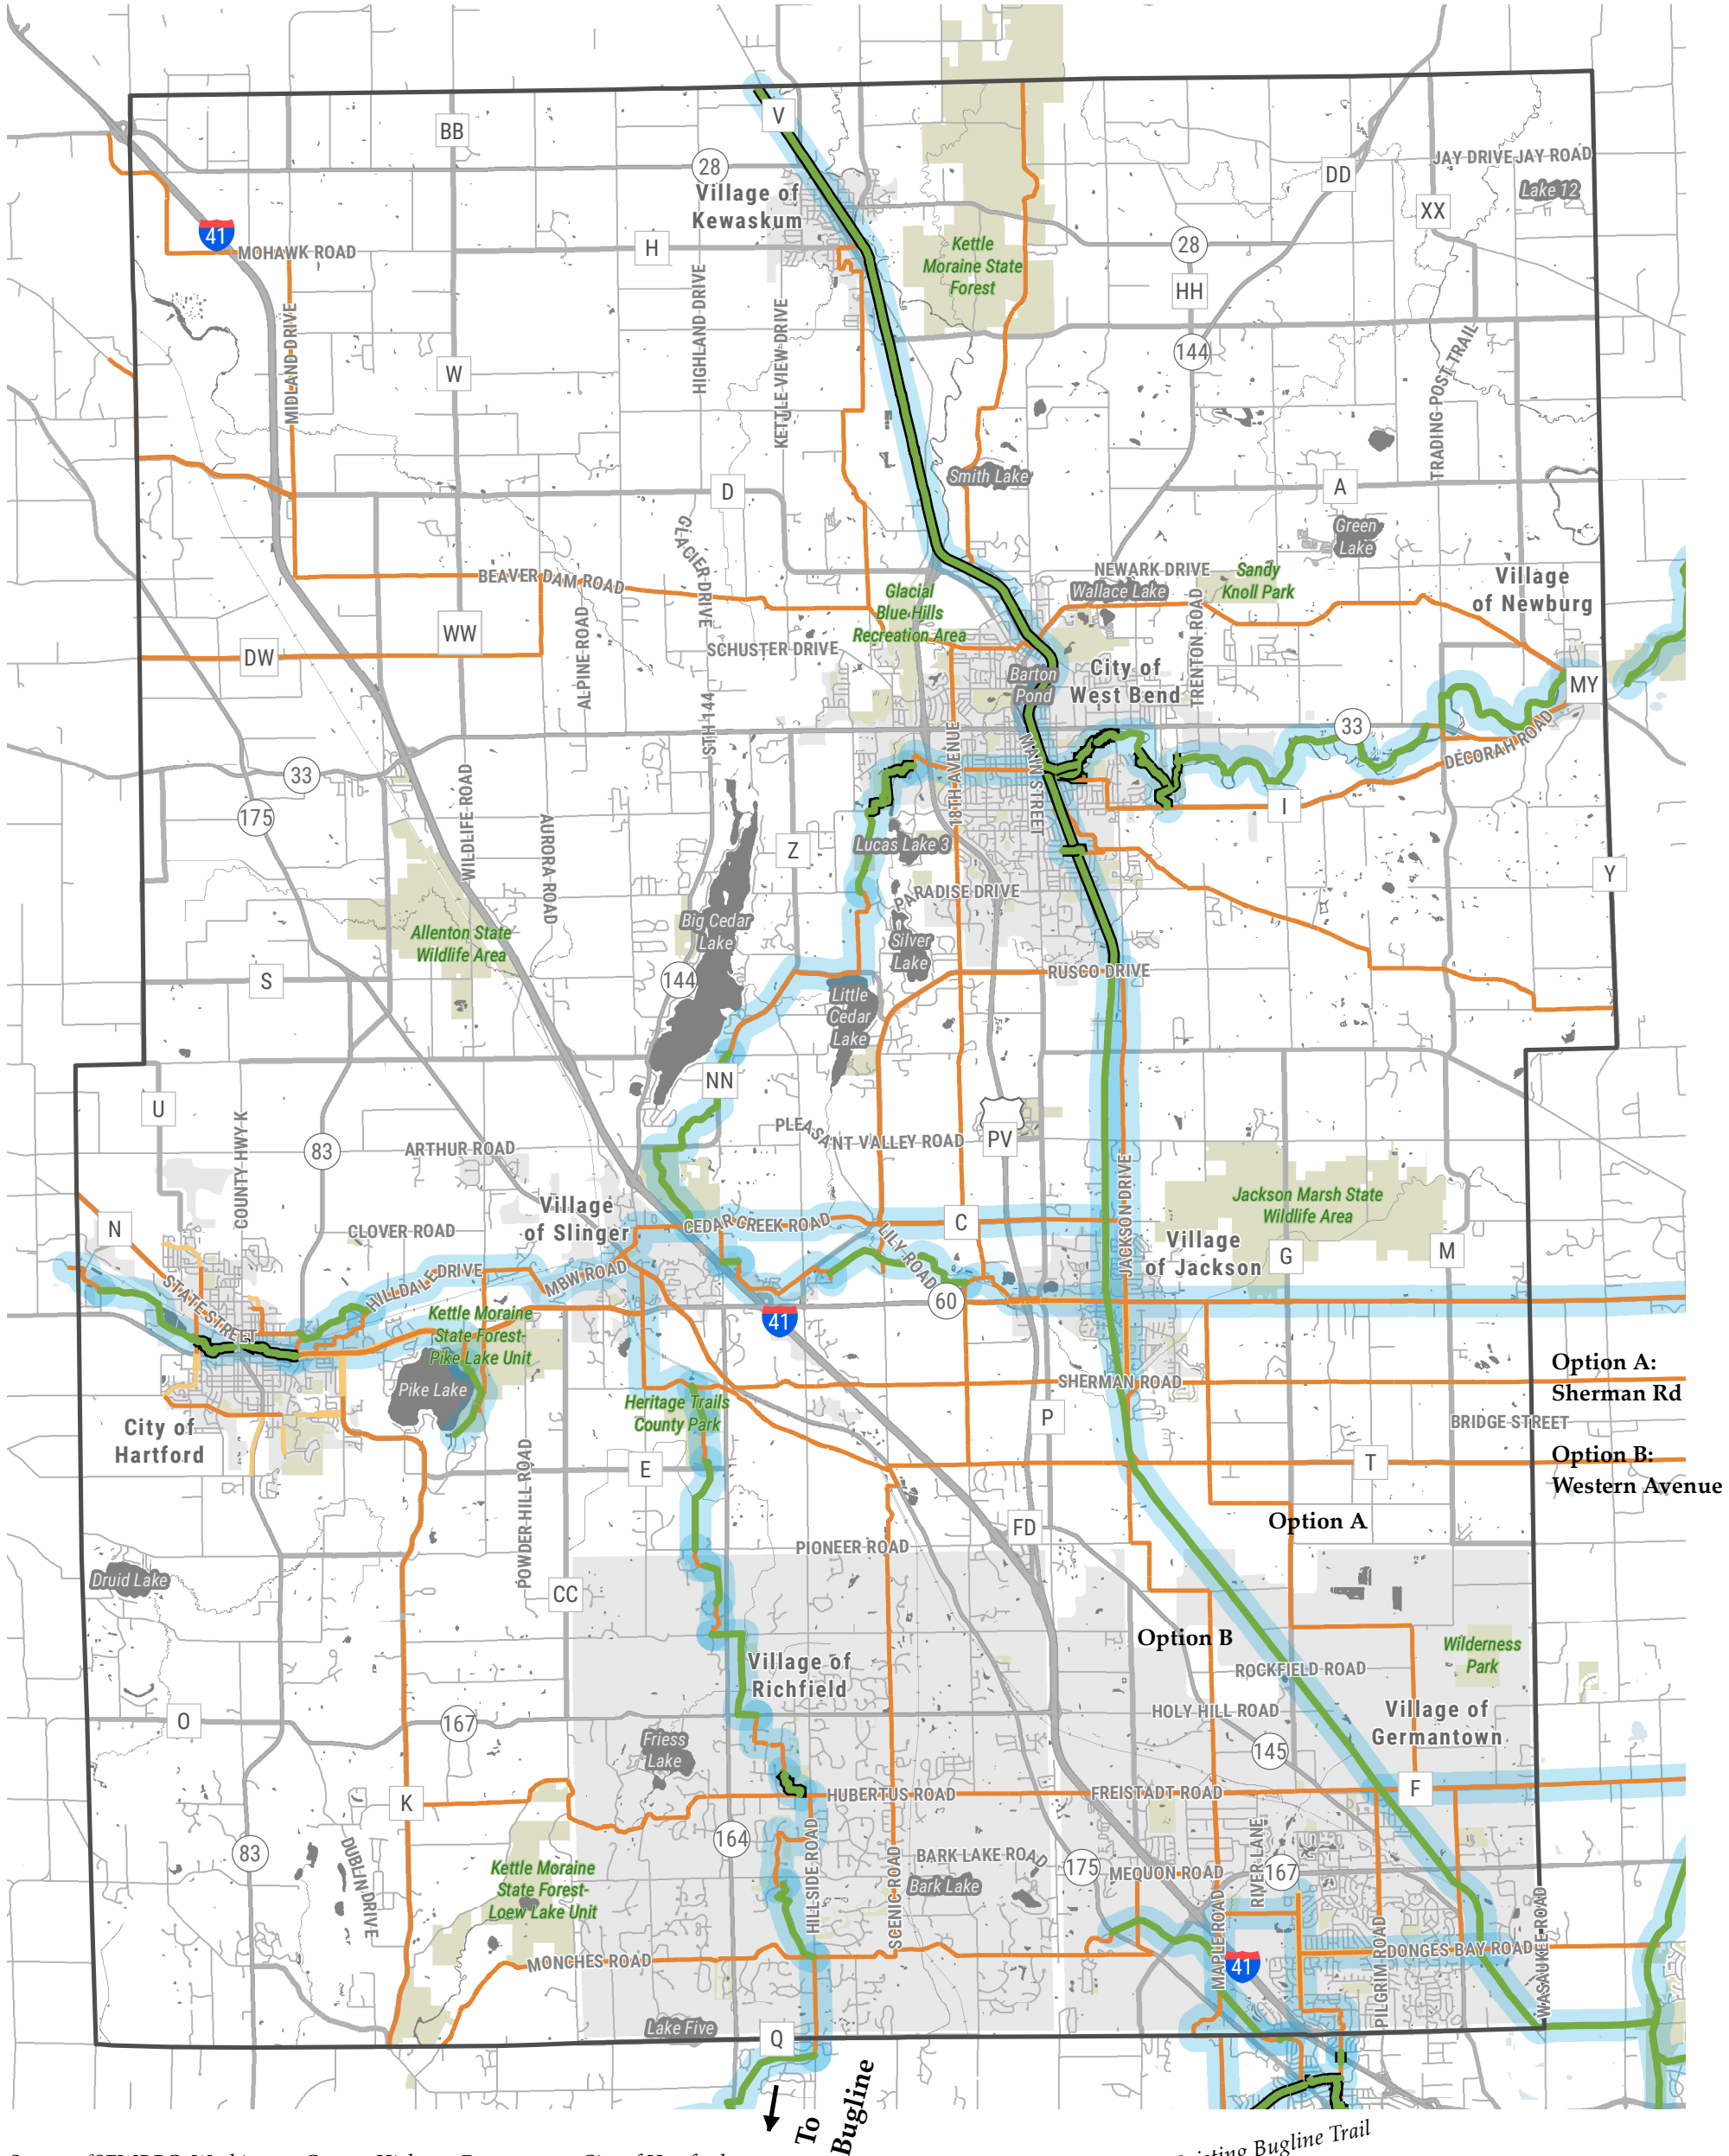 V
BB
28
Village of
Kewaskum
DD
JAY DRIVE
JAY ROAD
Lake 12
XX
41
MOHAWK ROAD
H
Kettle
Moraine State
Forest
28
HH
HIGHLAND DRIVE
KETTLE VIEW DRIVE
MIDLAND DRIVE
144
W
TRADING POST TRAIL
Smith Lake
D
A
Green
Lake
GLACIER DRIVE
BEAVER DAM ROAD
NEWARK DRIVE
Wallace Lake
Sandy
Knoll Park
Village
of Newburg
Glacial
Blue Hills
Recreation Area
WW
DW
ALPINE ROAD
SCHUSTER DRIVE
Barton
Pond
City of
West Bend
TRENTON ROAD
MY
STH 144
33
DECORAH ROAD
33
175
18TH AVENUE
MAIN STREET
I
WILDLIFE ROAD
AURORA ROAD
Z
Lucas Lake 3
Y
PARADISE DRIVE
Big Cedar
Lake
Allenton State
Wildlife Area
Silver
Lake
S
144
RUSCO DRIVE
Little
Cedar
Lake
NN
U
COUNTY HWY K
83
ARTHUR ROAD
PLEASANT VALLEY ROAD
PV
JACKSON DRIVE
Jackson Marsh State
Wildlife Area
N
CLOVER ROAD
Village
of Slinger
CEDAR CREEK ROAD
C
LILY ROAD
Village
of Jackson
G
M
STATE STREET
HILLDALE DRIVE
MBW ROAD
60
Kettle Moraine
State Forest-
Pike Lake Unit
41
Pike Lake
SHERMAN ROAD
Option A:
Sherman Rd
Heritage Trails
County Park
P
BRIDGE STREET
City of
Hartford
E
T
Option B:
Western Avenue
POWDER HILL ROAD
FD
Option A
PIONEER ROAD
Druid Lake
CC
Option B
Wilderness
Park
Village of
Richfield
ROCKFIELD ROAD
HOLY HILL ROAD
Village of
Germantown
O
167
Friess
Lake
145
K
HUBERTUS ROAD
FREISTADT ROAD
F
83
DUBLIN DRIVE
164
HILLSIDE ROAD
SCENIC ROAD
BARK LAKE ROAD
Bark Lake
175
MEQUON ROAD
RIVER LANE
167
Kettle Moraine
State Forest-
Loew Lake Unit
MONCHES ROAD
MAPLE ROAD
41
PILGRIM ROAD
DONGES BAY ROAD
WASAUKEE ROAD
Lake Five
Q
To
Bugline
Existing Bugline Trail